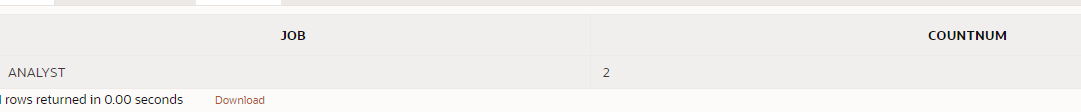 JOB COUNTNUM
ANALYST 2
rows returned in 0.00 seconds Download